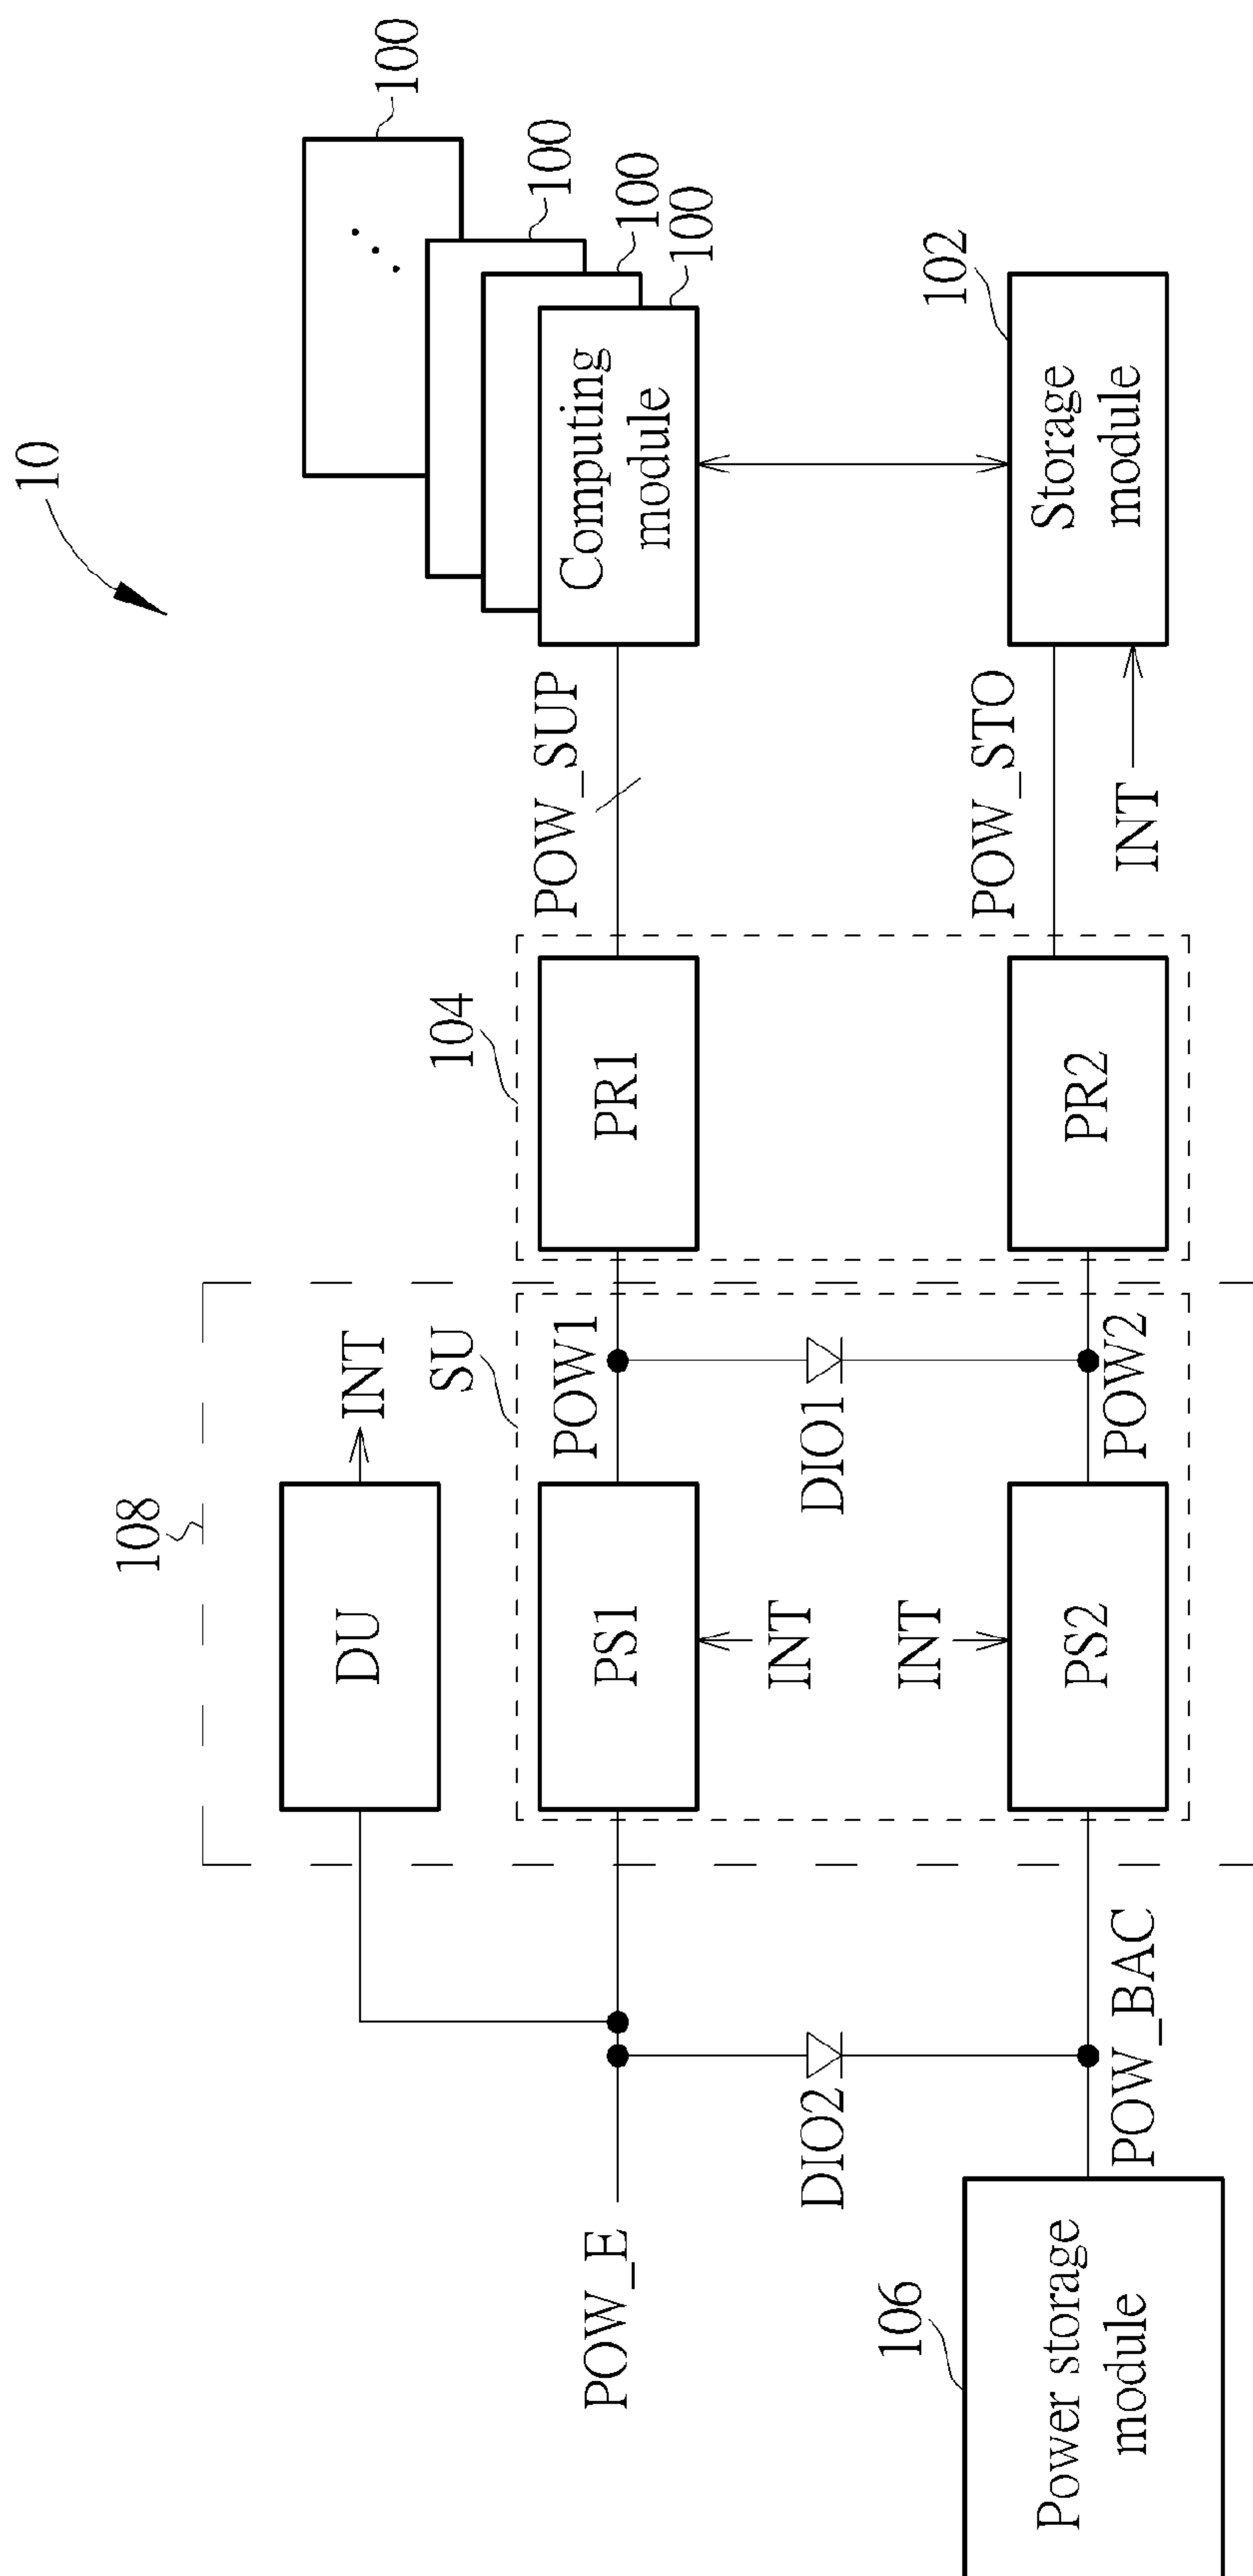 10
100
100
100
100
Computing
module
102
Storage
module
POW_SUP
POW_STO
INT
104
PR1
PR2
108
INT
SU
POW1
POW2
DIO1
DU
PS1
INT
INT
PS2
POW_E
DIO2
POW_BAC
106
Power storage
module